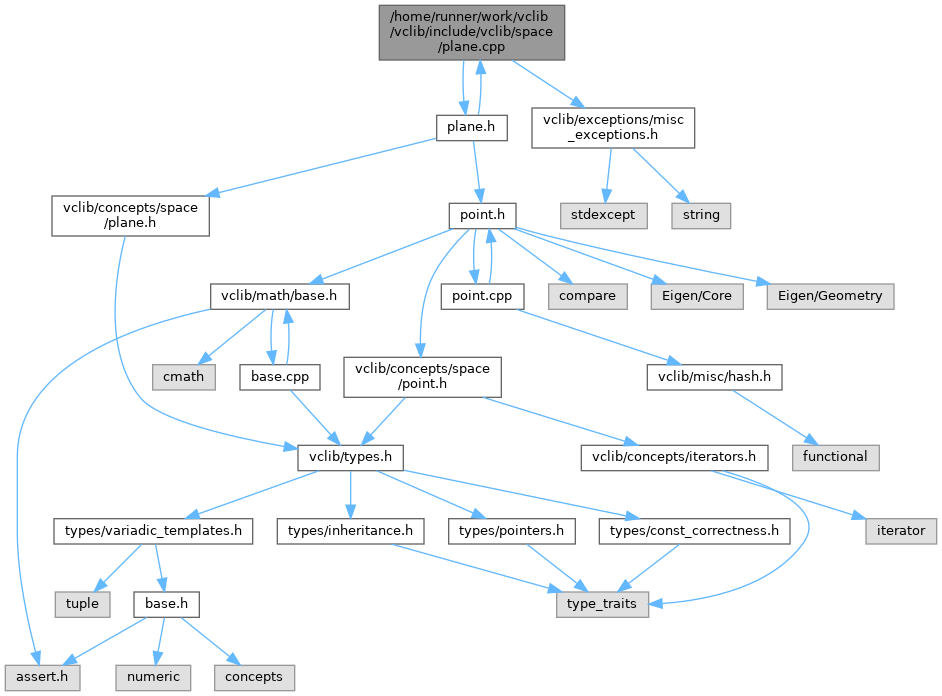 /home/runner/work/vclib
/vclib/include/vclib/space
/plane.cpp
plane.h
vclib/exceptions/misc
_exceptions.h
vclib/concepts/space
/plane.h
point.h
stdexcept
string
vclib/math/base.h
point.cpp
compare
Eigen/Core
Eigen/Geometry
cmath
base.cpp
vclib/concepts/space
/point.h
vclib/misc/hash.h
vclib/types.h
vclib/concepts/iterators.h
functional
types/variadic_templates.h
types/inheritance.h
types/pointers.h
types/const_correctness.h
iterator
tuple
base.h
type_traits
assert.h
numeric
concepts